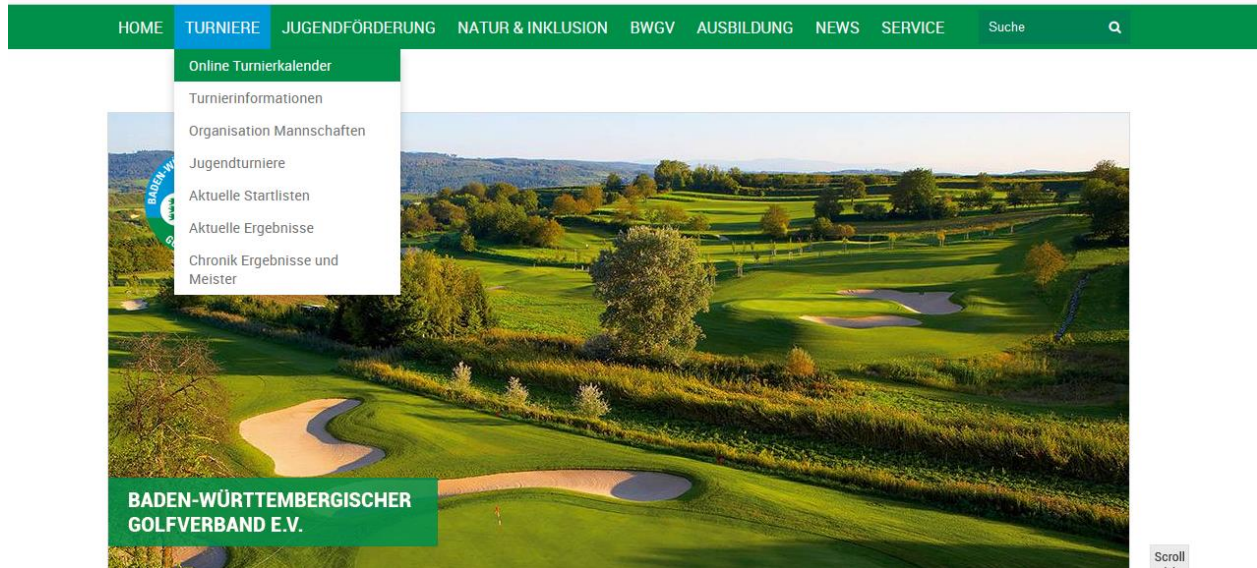 HOME TURNIERE JUGENDFÖRDERUNG NATUR & INKLUSION BWGV AUSBILDUNG NEWS SERVICE Suche
Online Turnierkalender
Turnierinformationen
Organisation Mannschaften
Jugendturniere
Aktuelle Startlisten
Aktuelle Ergebnisse
Chronik Ergebnisse und
Meister
BADEN-WÜRTTEMBERGISCHER
GOLFVERBAND E.V.
Scroll